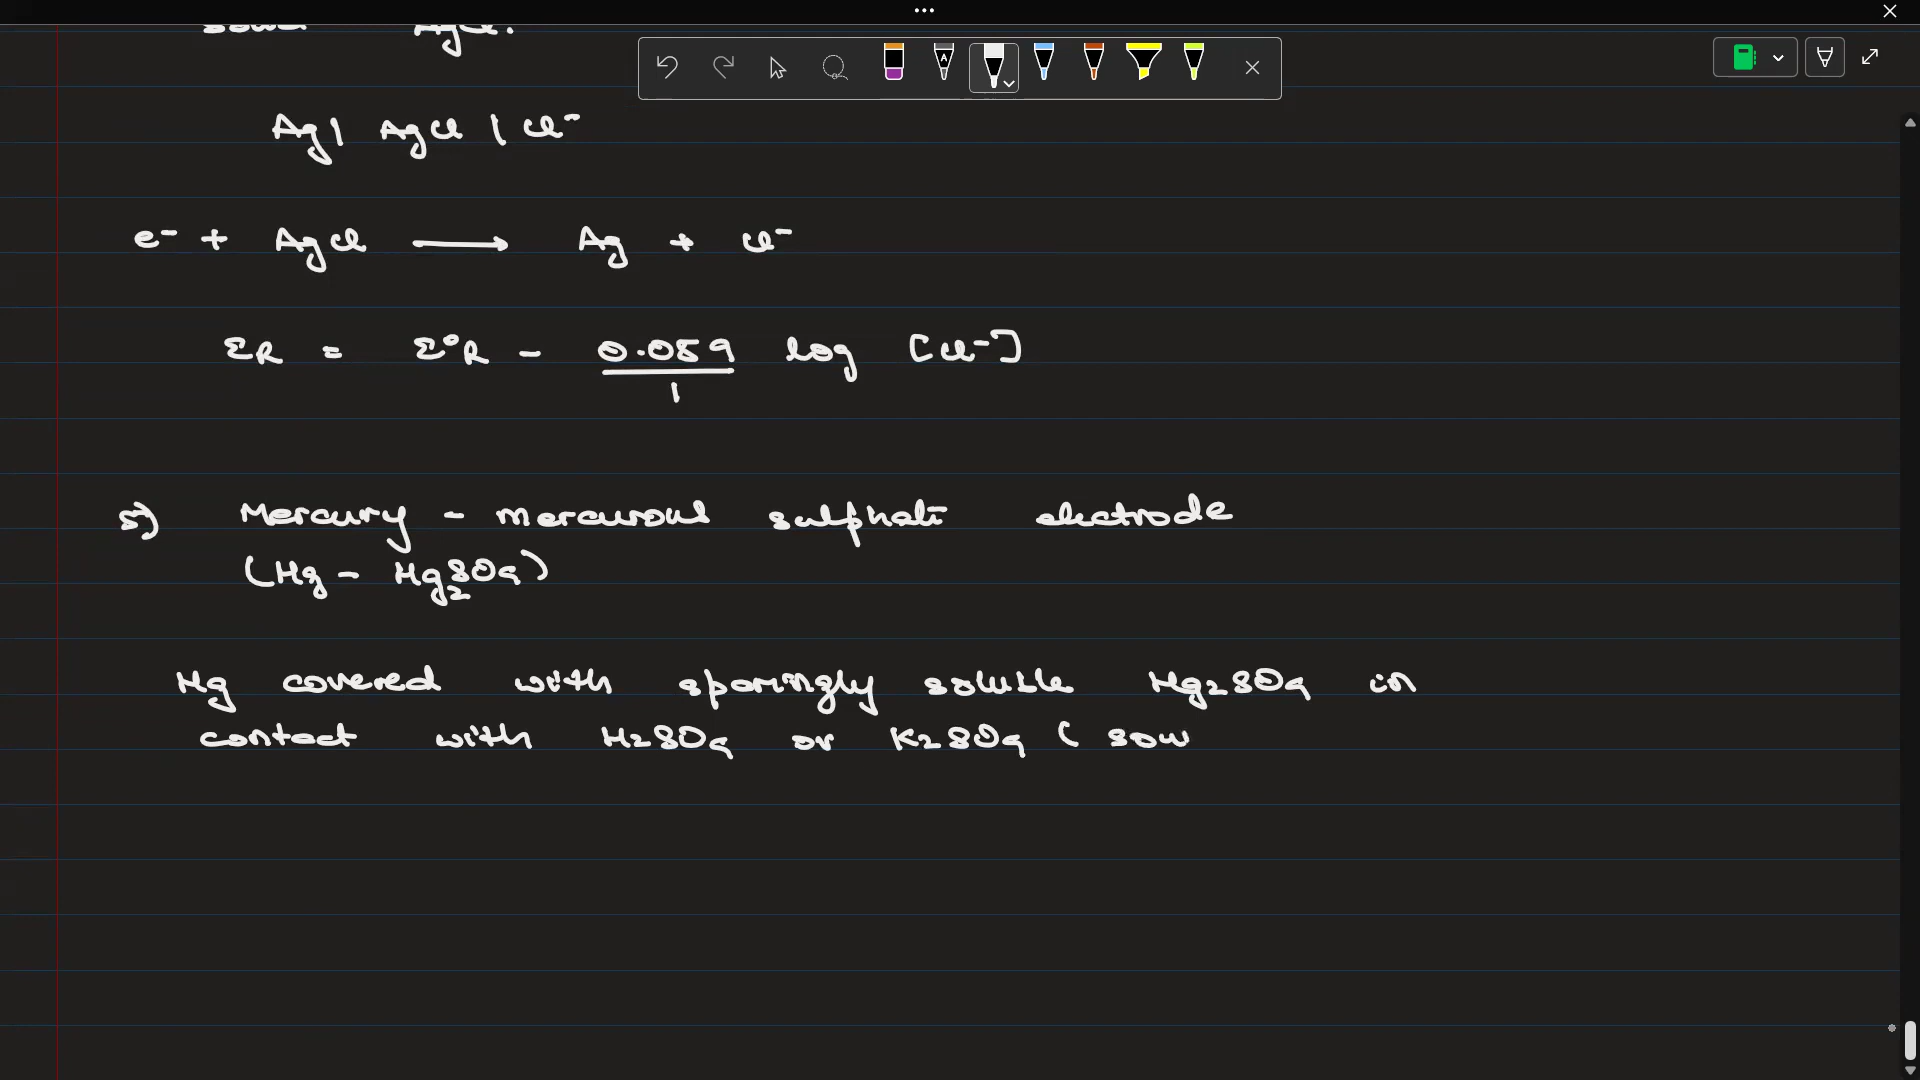 AgCl.
Ag | AgCl | Cl⁻
e⁻ + AgCl ⟶ Ag + Cl⁻
ER = E°R - 0.059/1 log [Cl⁻]
5) Mercury - mercurous sulphate electrode
(Hg - Hg₂SO₄)
Hg covered with sparingly soluble Hg₂SO₄ in
contact with H₂SO₄ or K₂SO₄ (